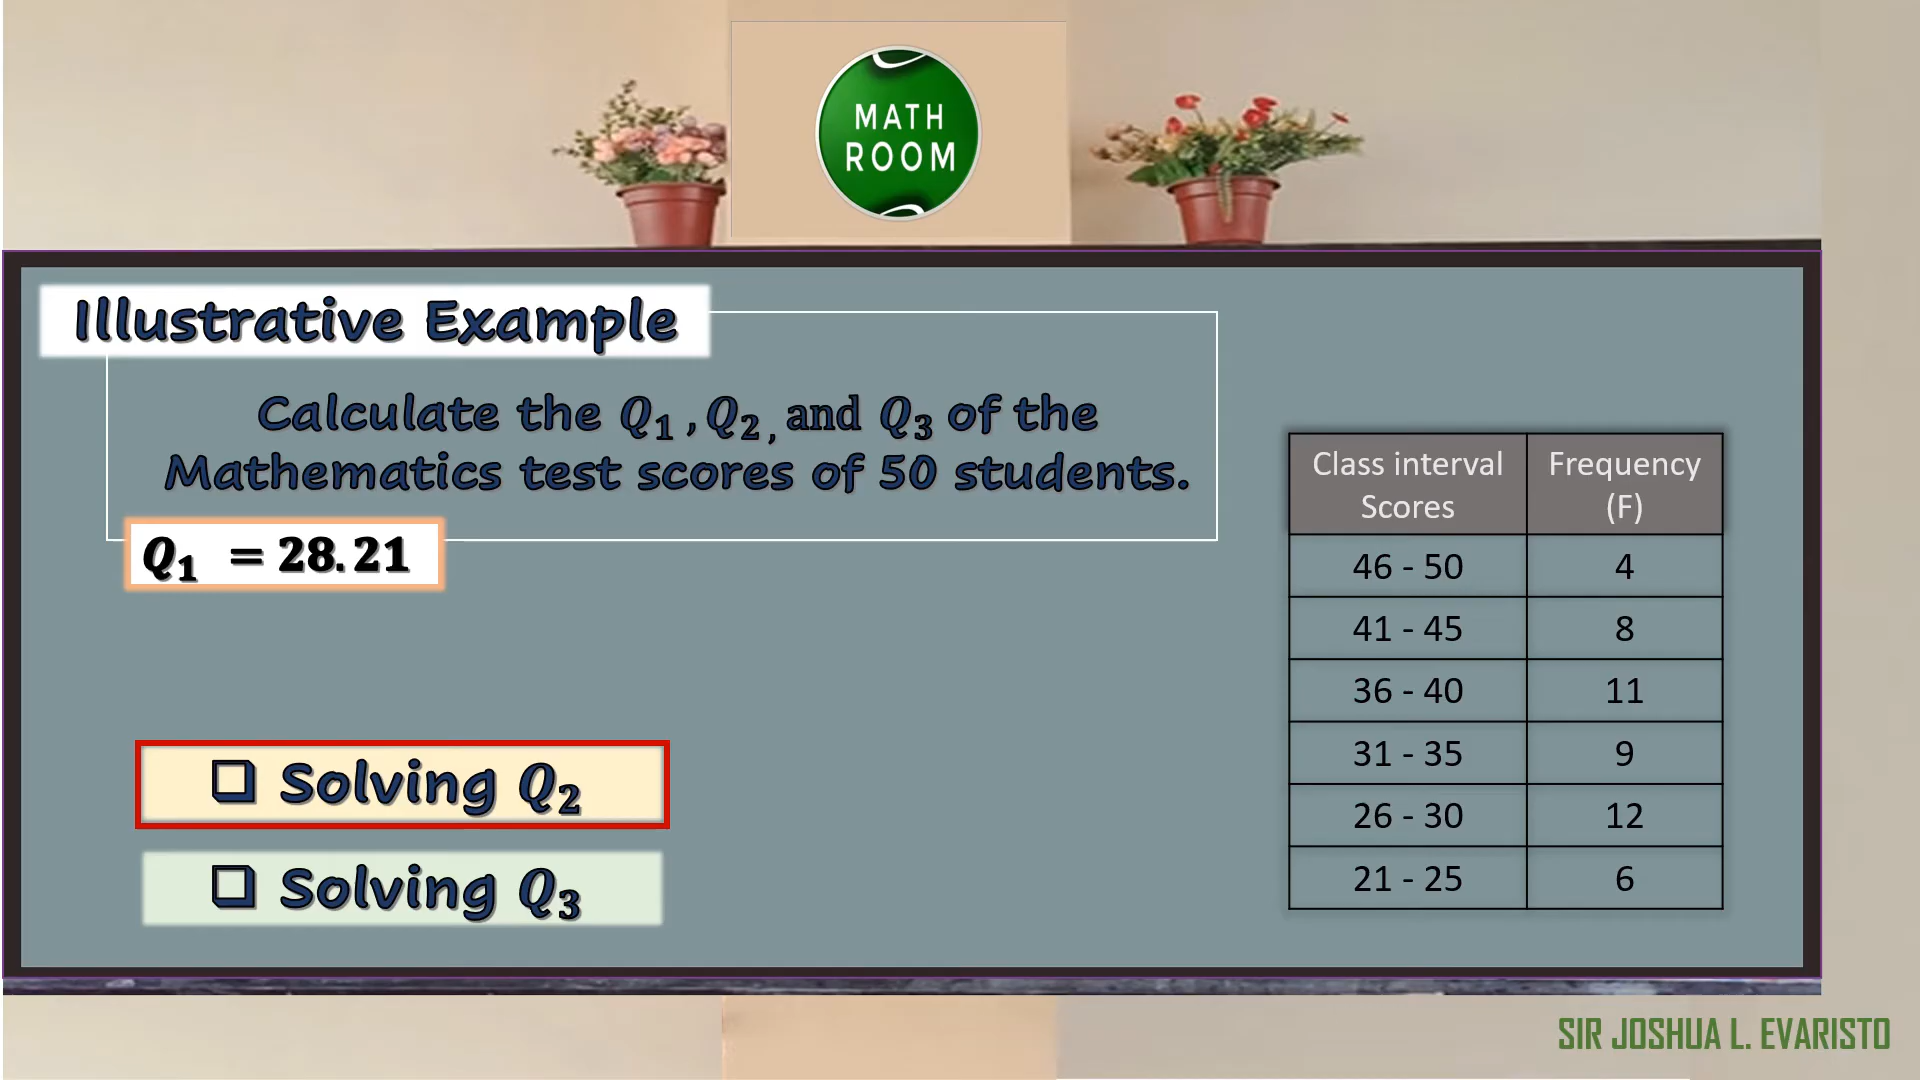 MATH
ROOM
Illustrative Example
Calculate the Q₁ , Q₂ , and Q₃ of the
Mathematics test scores of 50 students.
Q₁ = 28.21
❑ Solving Q₂
❑ Solving Q₃
Class interval Scores | Frequency (F)
46 - 50 | 4
41 - 45 | 8
36 - 40 | 11
31 - 35 | 9
26 - 30 | 12
21 - 25 | 6
SIR JOSHUA L. EVARISTO